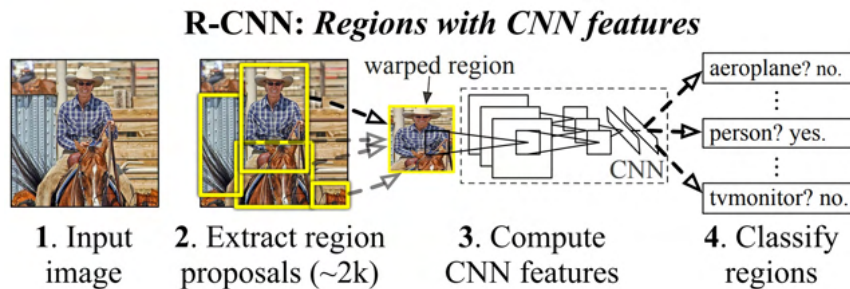 R-CNN: Regions with CNN features
warped region
aeroplane? no.
⋮
person? yes.
⋮
tvmonitor? no.
CNN
1. Input
image
2. Extract region
proposals (~2k)
3. Compute
CNN features
4. Classify
regions